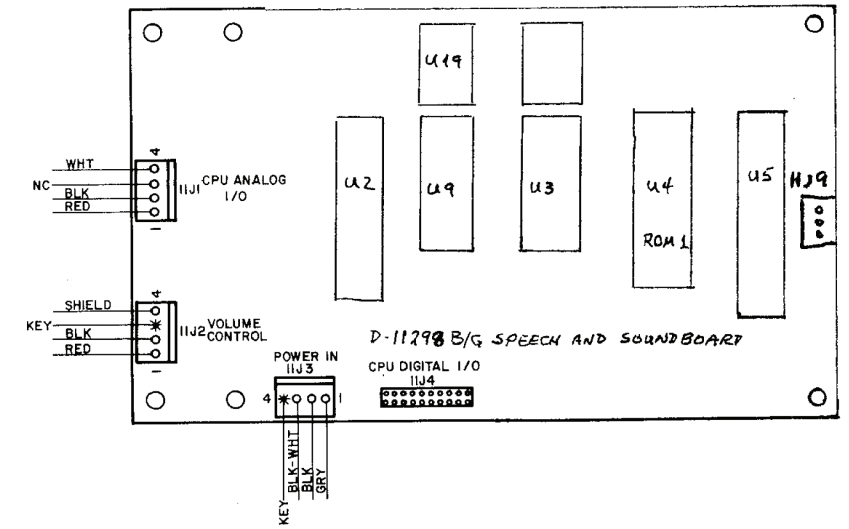 U19
4
WHT
NC
BLK
RED
1
11J1
CPU ANALOG
I/O
U2
U9
U3
U4
ROM 1
U5
11J9
4
SHIELD
KEY
BLK
RED
1
11J2
VOLUME
CONTROL
D-11298 B/G SPEECH AND SOUNDBOARD
POWER IN
11J3
4
1
CPU DIGITAL I/O
11J4
KEY
BLK-WHT
BLK
GRY